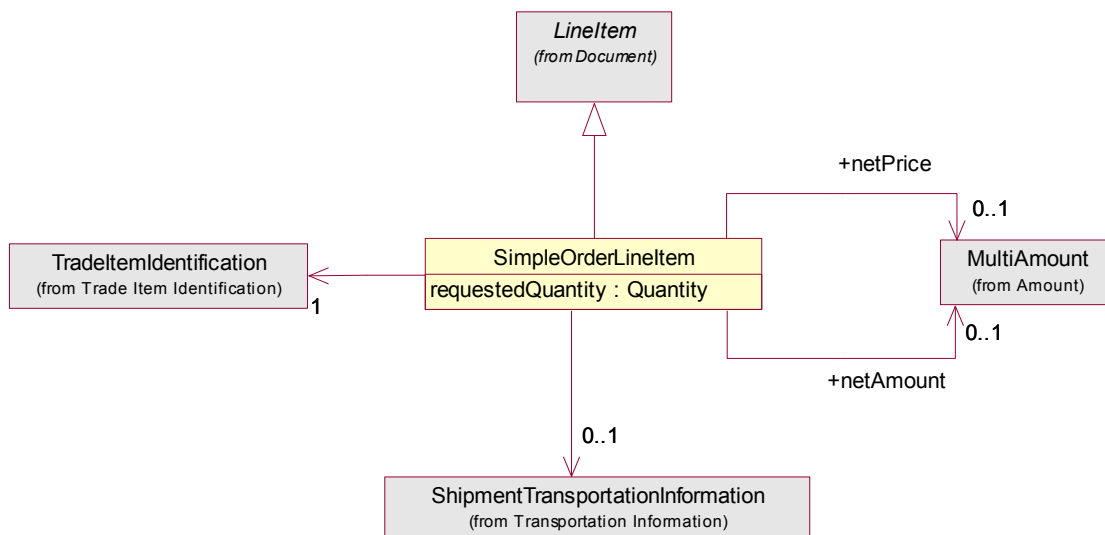 LineItem
(from Document)
+netPrice
0..1
TradeItemIdentification
(from Trade Item Identification)
1
SimpleOrderLineItem
requestedQuantity : Quantity
MultiAmount
(from Amount)
0..1
+netAmount
0..1
ShipmentTransportationInformation
(from Transportation Information)